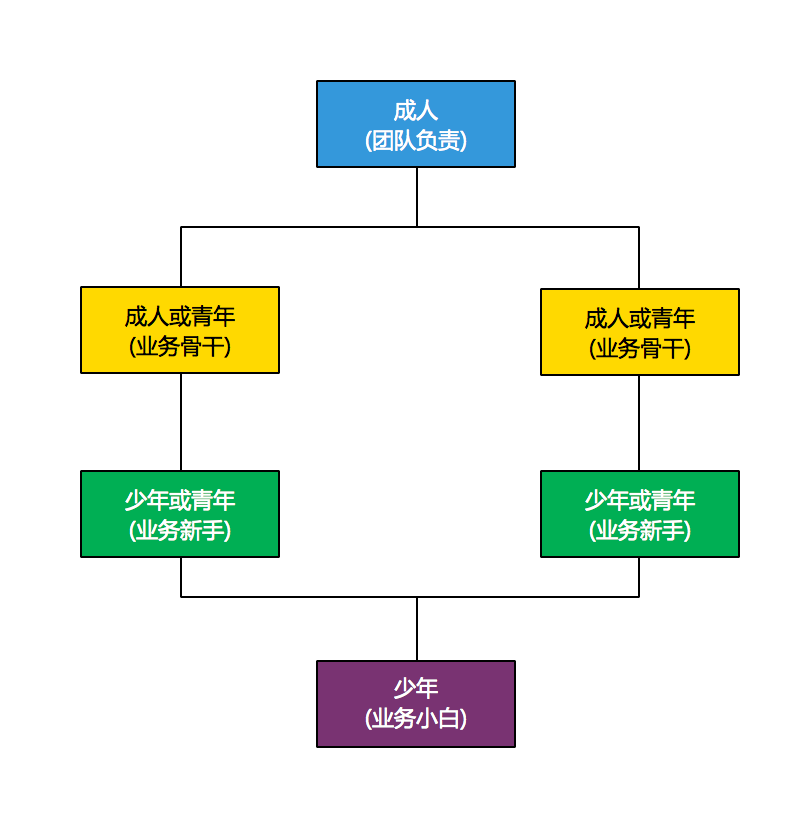 成人
(团队负责)
成人或青年
(业务骨干)
成人或青年
(业务骨干)
少年或青年
(业务新手)
少年或青年
(业务新手)
少年
(业务小白)